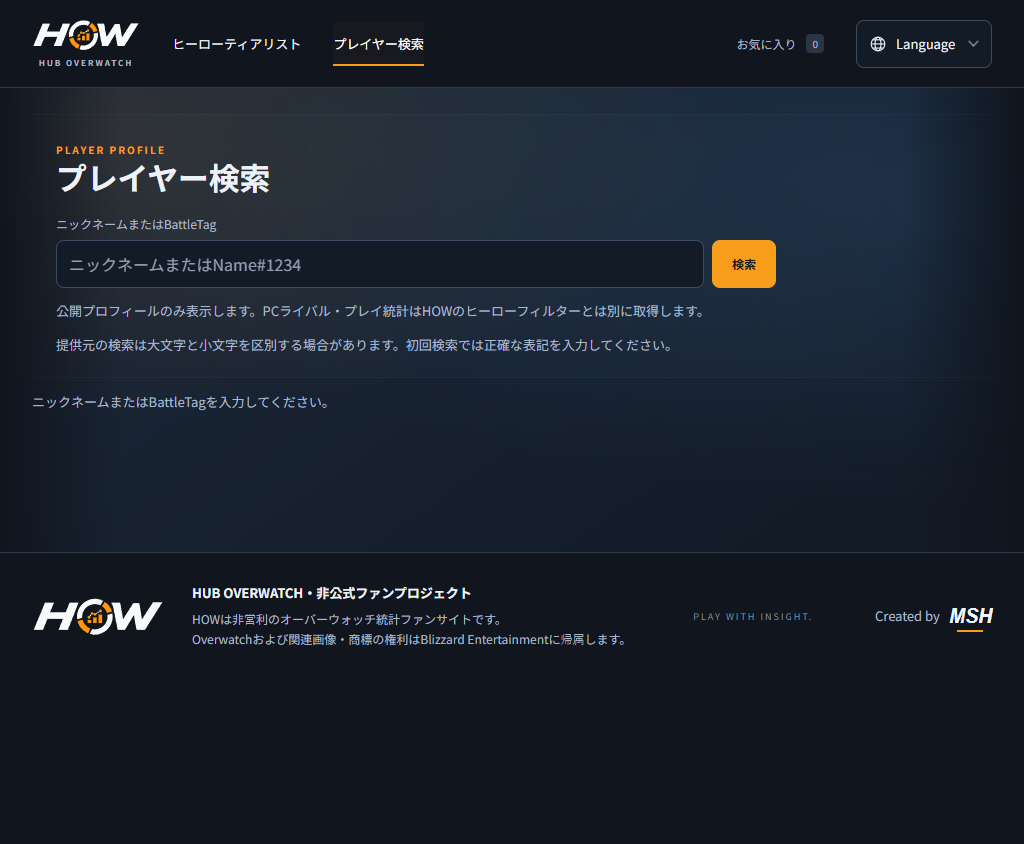 HOW
HUB OVERWATCH
ヒーローティアリスト
プレイヤー検索
お気に入り 0
Language
PLAYER PROFILE
プレイヤー検索
ニックネームまたはBattleTag
ニックネームまたはName#1234
検索
公開プロフィールのみ表示します。PCライバル・プレイ統計はHOWのヒーローフィルターとは別に取得します。
提供元の検索は大文字と小文字を区別する場合があります。初回検索では正確な表記を入力してください。
ニックネームまたはBattleTagを入力してください。
HOW
HUB OVERWATCH・非公式ファンプロジェクト
HOWは非営利のオーバーウォッチ統計ファンサイトです。
Overwatchおよび関連画像・商標の権利はBlizzard Entertainmentに帰属します。
PLAY WITH INSIGHT.
Created by MSH